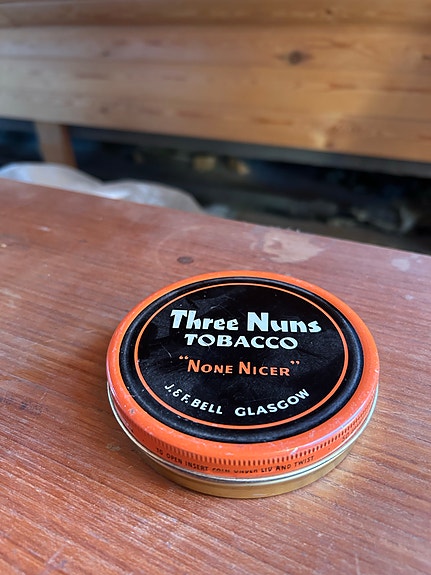 Three Nuns
TOBACCO
"NONE NICER"
J. & F. BELL GLASGOW
TO OPEN INSERT COIN UNDER LID AND TWIST